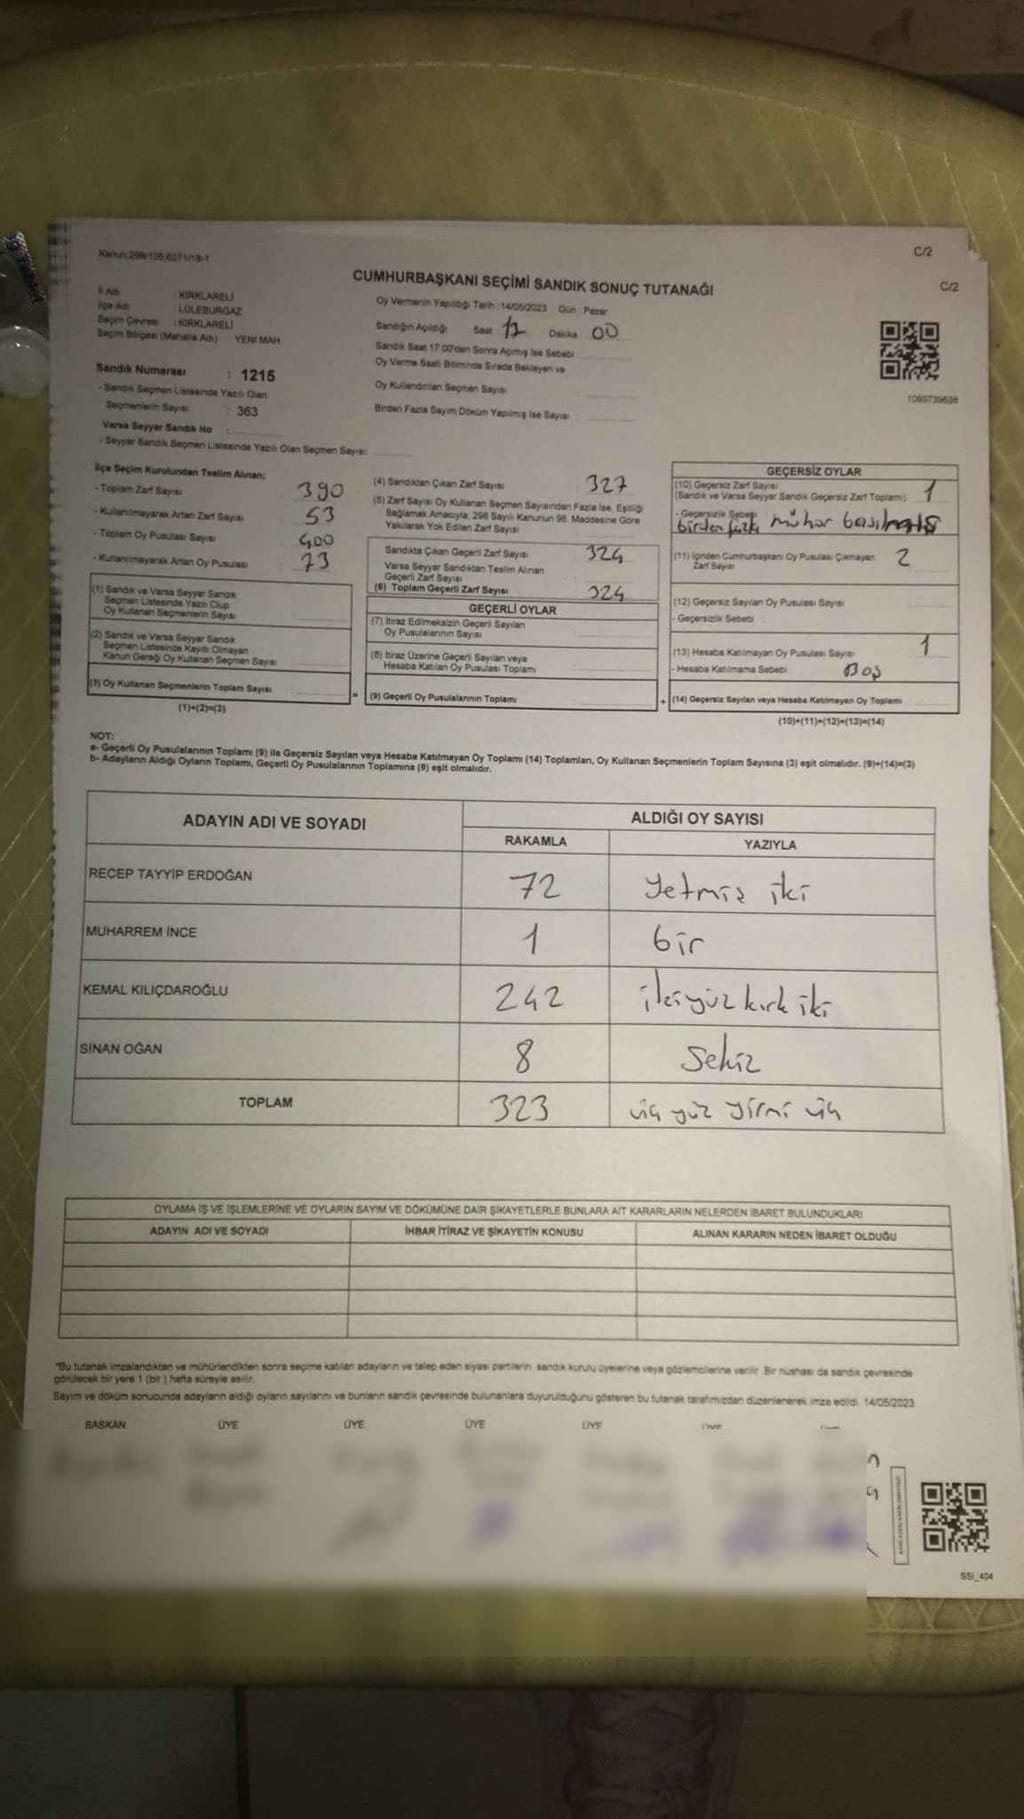 Kanun:298/105,6271/18-1
C/2
CUMHURBAŞKANI SEÇİMİ SANDIK SONUÇ TUTANAĞI
C/2
İl Adı : KIRKLARELİ
İlçe Adı : LÜLEBURGAZ
Seçim Çevresi : KIRKLARELİ
Seçim Bölgesi (Mahalle Adı) YENİ MAH
Oy Vermenin Yapıldığı Tarih :14/05/2023 Gün : Pazar
Sandığın Açıldığı Saat 17 Dakika 00
Sandık Saat 17:00'den Sonra Açmış İse Sebebi
Oy Verme Saati Bitiminde Sırada Bekleyen ve
Oy Kullandırılan Seçmen Sayısı
Birden Fazla Sayım Döküm Yapılmış İse Sayısı
1093739638
Sandık Numarası : 1215
- Sandık Seçmen Listesinde Yazılı Olan
Seçmenlerin Sayısı : 363
Varsa Seyyar Sandık No :
- Seyyar Sandık Seçmen Listesinde Yazılı Olan Seçmen Sayısı:
İlçe Seçim Kurulundan Teslim Alınan:
- Toplam Zarf Sayısı 390
- Kullanılmayarak Artan Zarf Sayısı 53
- Toplam Oy Pusulası Sayısı 400
- Kullanılmayarak Artan Oy Pusulası 73
(1) Sandık ve Varsa Seyyar Sandık
Seçmen Listesinde Yazılı Olup
Oy Kullanan Seçmenlerin Sayısı
(2) Sandık ve Varsa Seyyar Sandık
Seçmen Listesinde Kayıtlı Olmayan
Kanun Gereği Oy Kullanan Seçmen Sayısı
(3) Oy Kullanan Seçmenlerin Toplam Sayısı
(1)+(2)=(3)
(4) Sandıktan Çıkan Zarf Sayısı 327
(5) Zarf Sayısı Oy Kullanan Seçmen Sayısından Fazla İse, Eşitliği
Sağlamak Amacıyla, 298 Sayılı Kanunun 98. Maddesine Göre
Yakılarak Yok Edilen Zarf Sayısı
Sandıkta Çıkan Geçerli Zarf Sayısı 324
Varsa Seyyar Sandıktan Teslim Alınan
Geçerli Zarf Sayısı
(6) Toplam Geçerli Zarf Sayısı 324
GEÇERLİ OYLAR
(7) İtiraz Edilmeksizin Geçerli Sayılan
Oy Pusulalarının Sayısı
(8) İtiraz Üzerine Geçerli Sayılan veya
Hesaba Katılan Oy Pusulası Toplamı
= (9) Geçerli Oy Pusulalarının Toplamı
GEÇERSİZ OYLAR
(10) Geçersiz Zarf Sayısı
(Sandık ve Varsa Seyyar Sandık Geçersiz Zarf Toplamı) 1
- Geçersizlik Sebebi
birden fazla mühür basılması
(11) İçinden Cumhurbaşkanı Oy Pusulası Çıkmayan
Zarf Sayısı 2
(12) Geçersiz Sayılan Oy Pusulası Sayısı
- Geçersizlik Sebebi
(13) Hesaba Katılmayan Oy Pusulası Sayısı 1
- Hesaba Katılmama Sebebi Boş
+ (14) Geçersiz Sayılan veya Hesaba Katılmayan Oy Toplamı
(10)+(11)+(12)+(13)=(14)
NOT:
a- Geçerli Oy Pusulalarının Toplamı (9) ile Geçersiz Sayılan veya Hesaba Katılmayan Oy Toplamı (14) Toplamları, Oy Kullanan Seçmenlerin Toplam Sayısına (3) eşit olmalıdır. (9)+(14)=(3)
b- Adayların Aldığı Oyların Toplamı, Geçerli Oy Pusulalarının Toplamına (9) eşit olmalıdır.
ADAYIN ADI VE SOYADI ALDIĞI OY SAYISI
RAKAMLA YAZIYLA
RECEP TAYYİP ERDOĞAN 72 Yetmiş iki
MUHARREM İNCE 1 bir
KEMAL KILIÇDAROĞLU 242 ikiyüz kırk iki
SİNAN OĞAN 8 Sekiz
TOPLAM 323 üç yüz yirmi üç
OYLAMA İŞ VE İŞLEMLERİNE VE OYLARIN SAYIM VE DÖKÜMÜNE DAİR ŞİKAYETLERLE BUNLARA AİT KARARLARIN NELERDEN İBARET BULUNDUKLARI
ADAYIN ADI VE SOYADI İHBAR İTİRAZ VE ŞİKAYETİN KONUSU ALINAN KARARIN NEDEN İBARET OLDUĞU
*Bu tutanak imzalandıktan ve mühürlendikten sonra seçime katılan adayların ve talep eden siyasi partilerin sandık kurulu üyelerine veya gözlemcilerine verilir. Bir nüshası da sandık çevresinde
görülecek bir yere 1 (bir) hafta süreyle asılır.
Sayım ve döküm sonucunda adayların aldığı oyların sayılarını ve bunların sandık çevresinde bulunanlara duyurulduğunu gösteren bu tutanak tarafımızdan düzenlenerek imza edildi. 14/05/2023
BAŞKAN ÜYE ÜYE ÜYE ÜYE ÜYE
SSİ_404